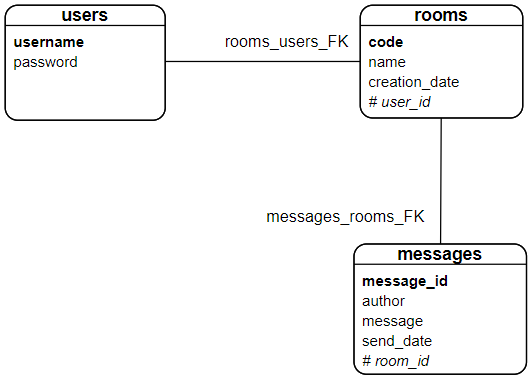 users
username
password
rooms_users_FK
rooms
code
name
creation_date
# user_id
messages_rooms_FK
messages
message_id
author
message
send_date
# room_id